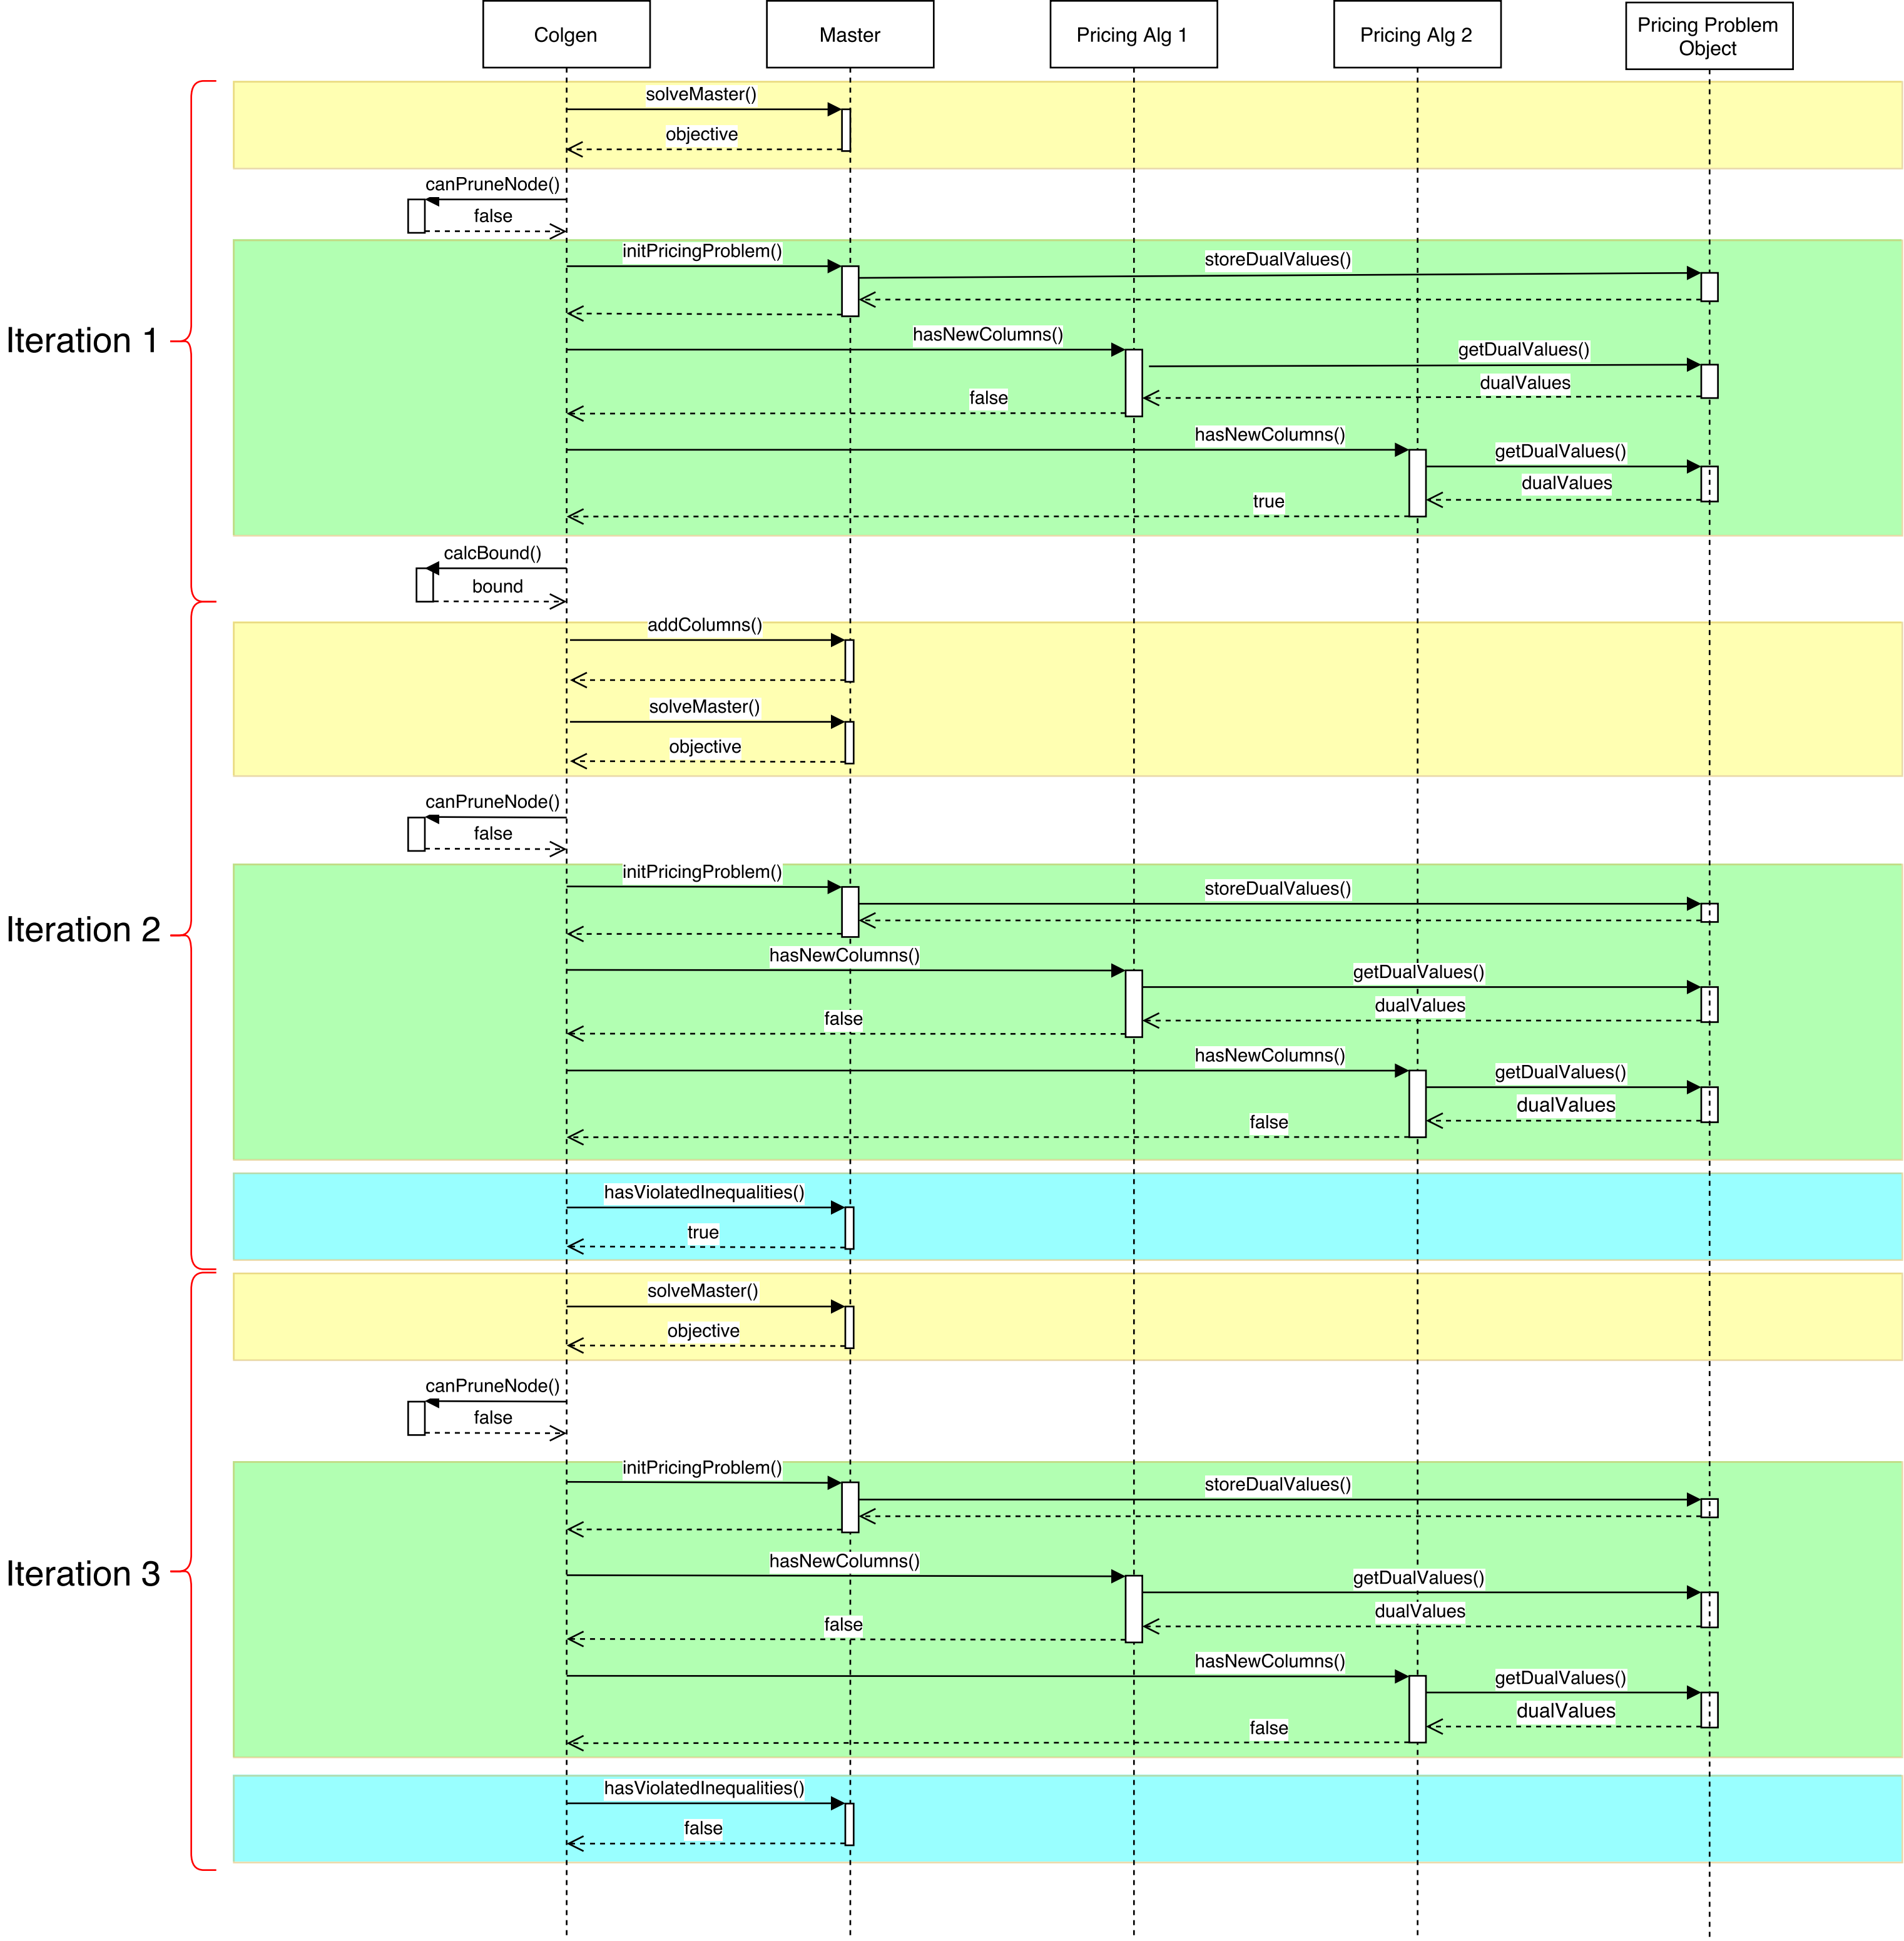 Colgen
Master
Pricing Alg 1
Pricing Alg 2
Pricing Problem
Object
solveMaster()
objective
canPruneNode()
false
initPricingProblem()
storeDualValues()
Iteration 1
hasNewColumns()
getDualValues()
dualValues
false
hasNewColumns()
getDualValues()
dualValues
true
calcBound()
bound
addColumns()
solveMaster()
objective
canPruneNode()
false
initPricingProblem()
storeDualValues()
Iteration 2
hasNewColumns()
getDualValues()
dualValues
false
hasNewColumns()
getDualValues()
dualValues
false
hasViolatedInequalities()
true
solveMaster()
objective
canPruneNode()
false
initPricingProblem()
storeDualValues()
Iteration 3
hasNewColumns()
getDualValues()
dualValues
false
hasNewColumns()
getDualValues()
dualValues
false
hasViolatedInequalities()
false